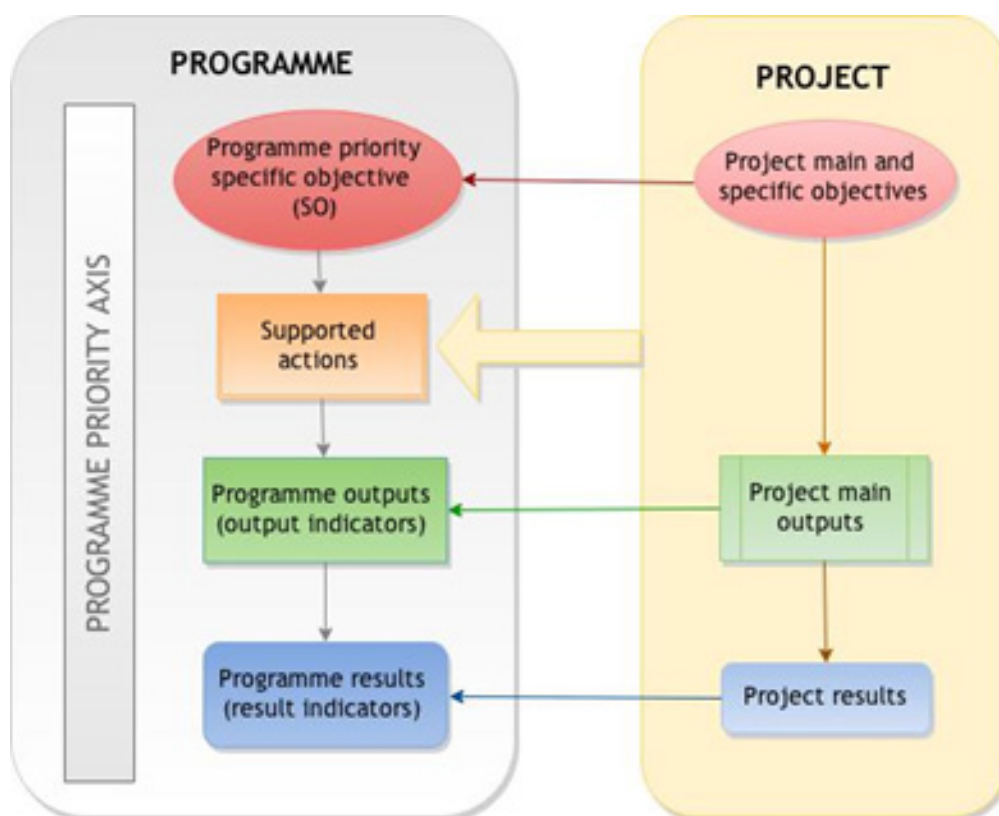 PROGRAMME
PROJECT
PROGRAMME PRIORITY AXIS
Programme priority
specific objective
(SO)
Project main and
specific objectives
Supported
actions
Programme outputs
(output indicators)
Project main
outputs
Programme results
(result indicators)
Project results